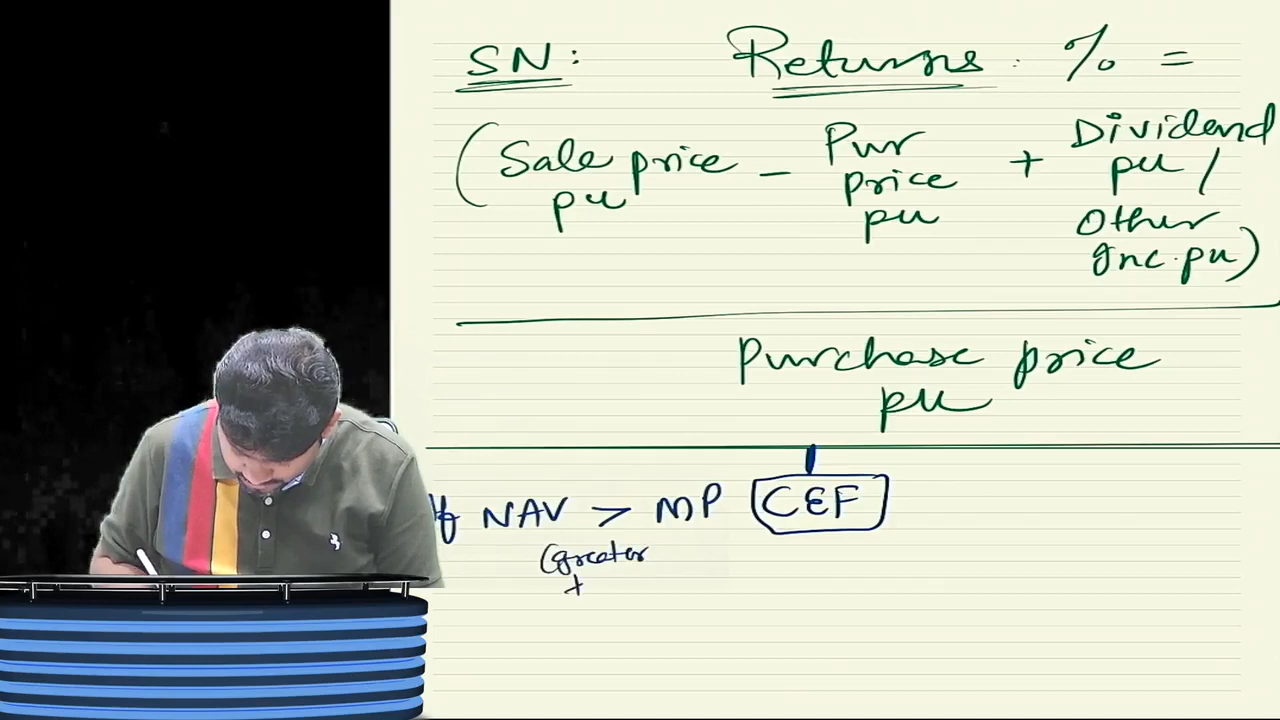 SN: Returns. % =
(Sale price pu - Pur price pu + Dividend pu / Other Inc. pu)
Purchase price pu
If NAV > MP CEF
(greater
t